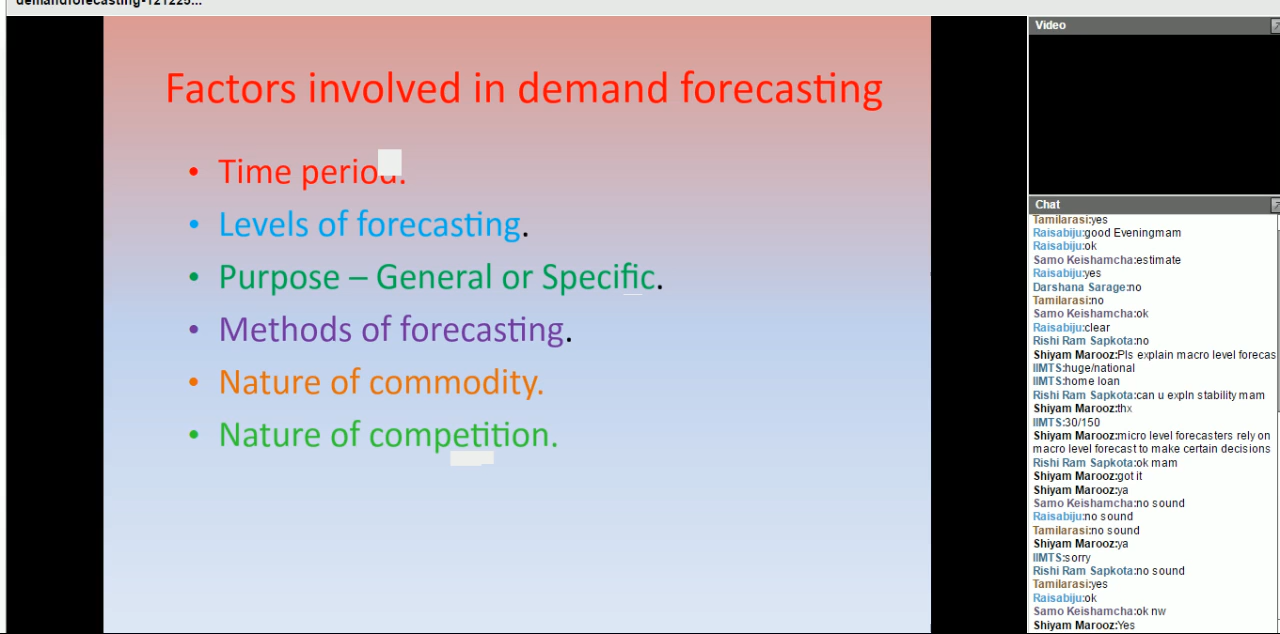 demandforecasting-121225...
Factors involved in demand forecasting
• Time period.
• Levels of forecasting.
• Purpose – General or Specific.
• Methods of forecasting.
• Nature of commodity.
• Nature of competition.
Video
Chat
Tamilarasi:yes
Raisabiju:good Eveningmam
Raisabiju:ok
Samo Keishamcha:estimate
Raisabiju:yes
Darshana Sarage:no
Tamilarasi:no
Samo Keishamcha:ok
Raisabiju:clear
Rishi Ram Sapkota:no
Shiyam Marooz:Pls explain macro level forecas
IIMTS:huge/national
IIMTS:home loan
Rishi Ram Sapkota:can u expln stability mam
Shiyam Marooz:thx
IIMTS:30/150
Shiyam Marooz:micro level forecasters rely on
macro level forecast to make certain decisions
Rishi Ram Sapkota:ok mam
Shiyam Marooz:got it
Shiyam Marooz:ya
Samo Keishamcha:no sound
Raisabiju:no sound
Tamilarasi:no sound
Shiyam Marooz:ya
IIMTS:sorry
Rishi Ram Sapkota:no sound
Tamilarasi:yes
Raisabiju:ok
Samo Keishamcha:ok nw
Shiyam Marooz:Yes